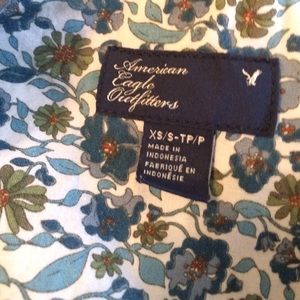 American
Eagle
Outfitters
XS/S-TP/P
MADE IN
INDONESIA
FABRIQUÉ EN
INDONÉSIE